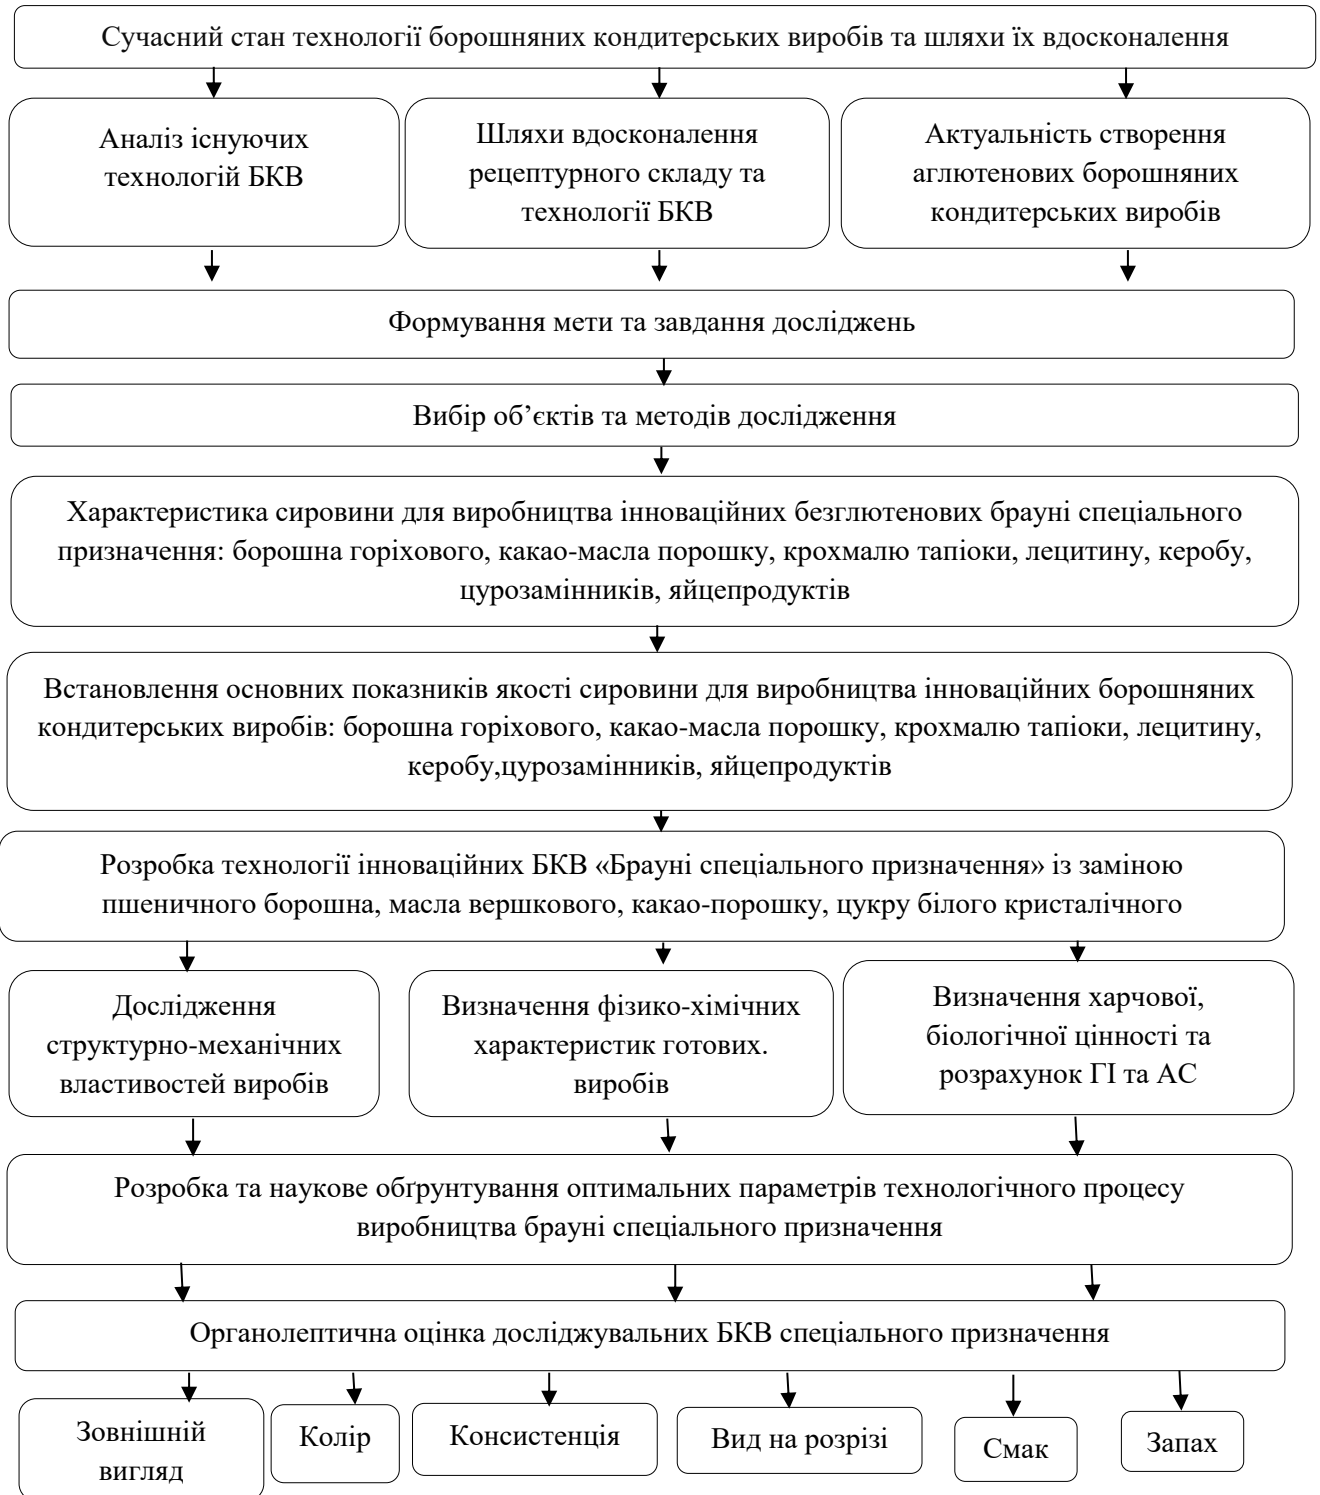 Сучасний стан технології борошняних кондитерських виробів та шляхи їх вдосконалення
Аналіз існуючих
технологій БКВ
Шляхи вдосконалення
рецептурного складу та
технології БКВ
Актуальність створення
аглютенових борошняних
кондитерських виробів
Формування мети та завдання досліджень
Вибір об’єктів та методів дослідження
Характеристика сировини для виробництва інноваційних безглютенових брауні спеціального
призначення: борошна горіхового, какао-масла порошку, крохмалю тапіоки, лецитину, керобу,
цурозамінників, яйцепродуктів
Встановлення основних показників якості сировини для виробництва інноваційних борошняних
кондитерських виробів: борошна горіхового, какао-масла порошку, крохмалю тапіоки, лецитину,
керобу,цурозамінників, яйцепродуктів
Розробка технології інноваційних БКВ «Брауні спеціального призначення» із заміною
пшеничного борошна, масла вершкового, какао-порошку, цукру білого кристалічного
Дослідження
структурно-механічних
властивостей виробів
Визначення фізико-хімічних
характеристик готових.
виробів
Визначення харчової,
біологічної цінності та
розрахунок ГІ та АС
Розробка та наукове обґрунтування оптимальних параметрів технологічного процесу
виробництва брауні спеціального призначення
Органолептична оцінка досліджувальних БКВ спеціального призначення
Зовнішній
вигляд
Колір
Консистенція
Вид на розрізі
Смак
Запах